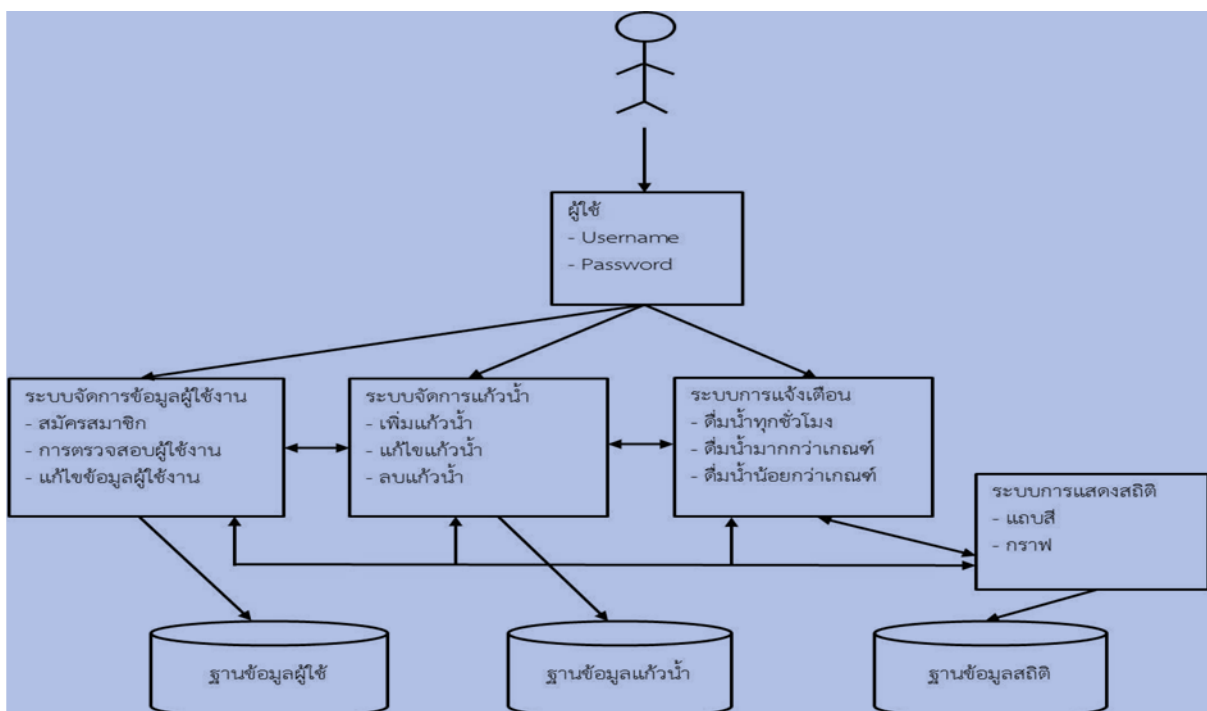 ผู้ใช้
- Username
- Password
ระบบจัดการข้อมูลผู้ใช้งาน
- สมัครสมาชิก
- การตรวจสอบผู้ใช้งาน
- แก้ไขข้อมูลผู้ใช้งาน
ระบบจัดการแก้วน้ำ
- เพิ่มแก้วน้ำ
- แก้ไขแก้วน้ำ
- ลบแก้วน้ำ
ระบบการแจ้งเตือน
- ดื่มน้ำทุกชั่วโมง
- ดื่มน้ำมากกว่าเกณฑ์
- ดื่มน้ำน้อยกว่าเกณฑ์
ระบบการแสดงสถิติ
- แถบสี
- กราฟ
ฐานข้อมูลผู้ใช้
ฐานข้อมูลแก้วน้ำ
ฐานข้อมูลสถิติ